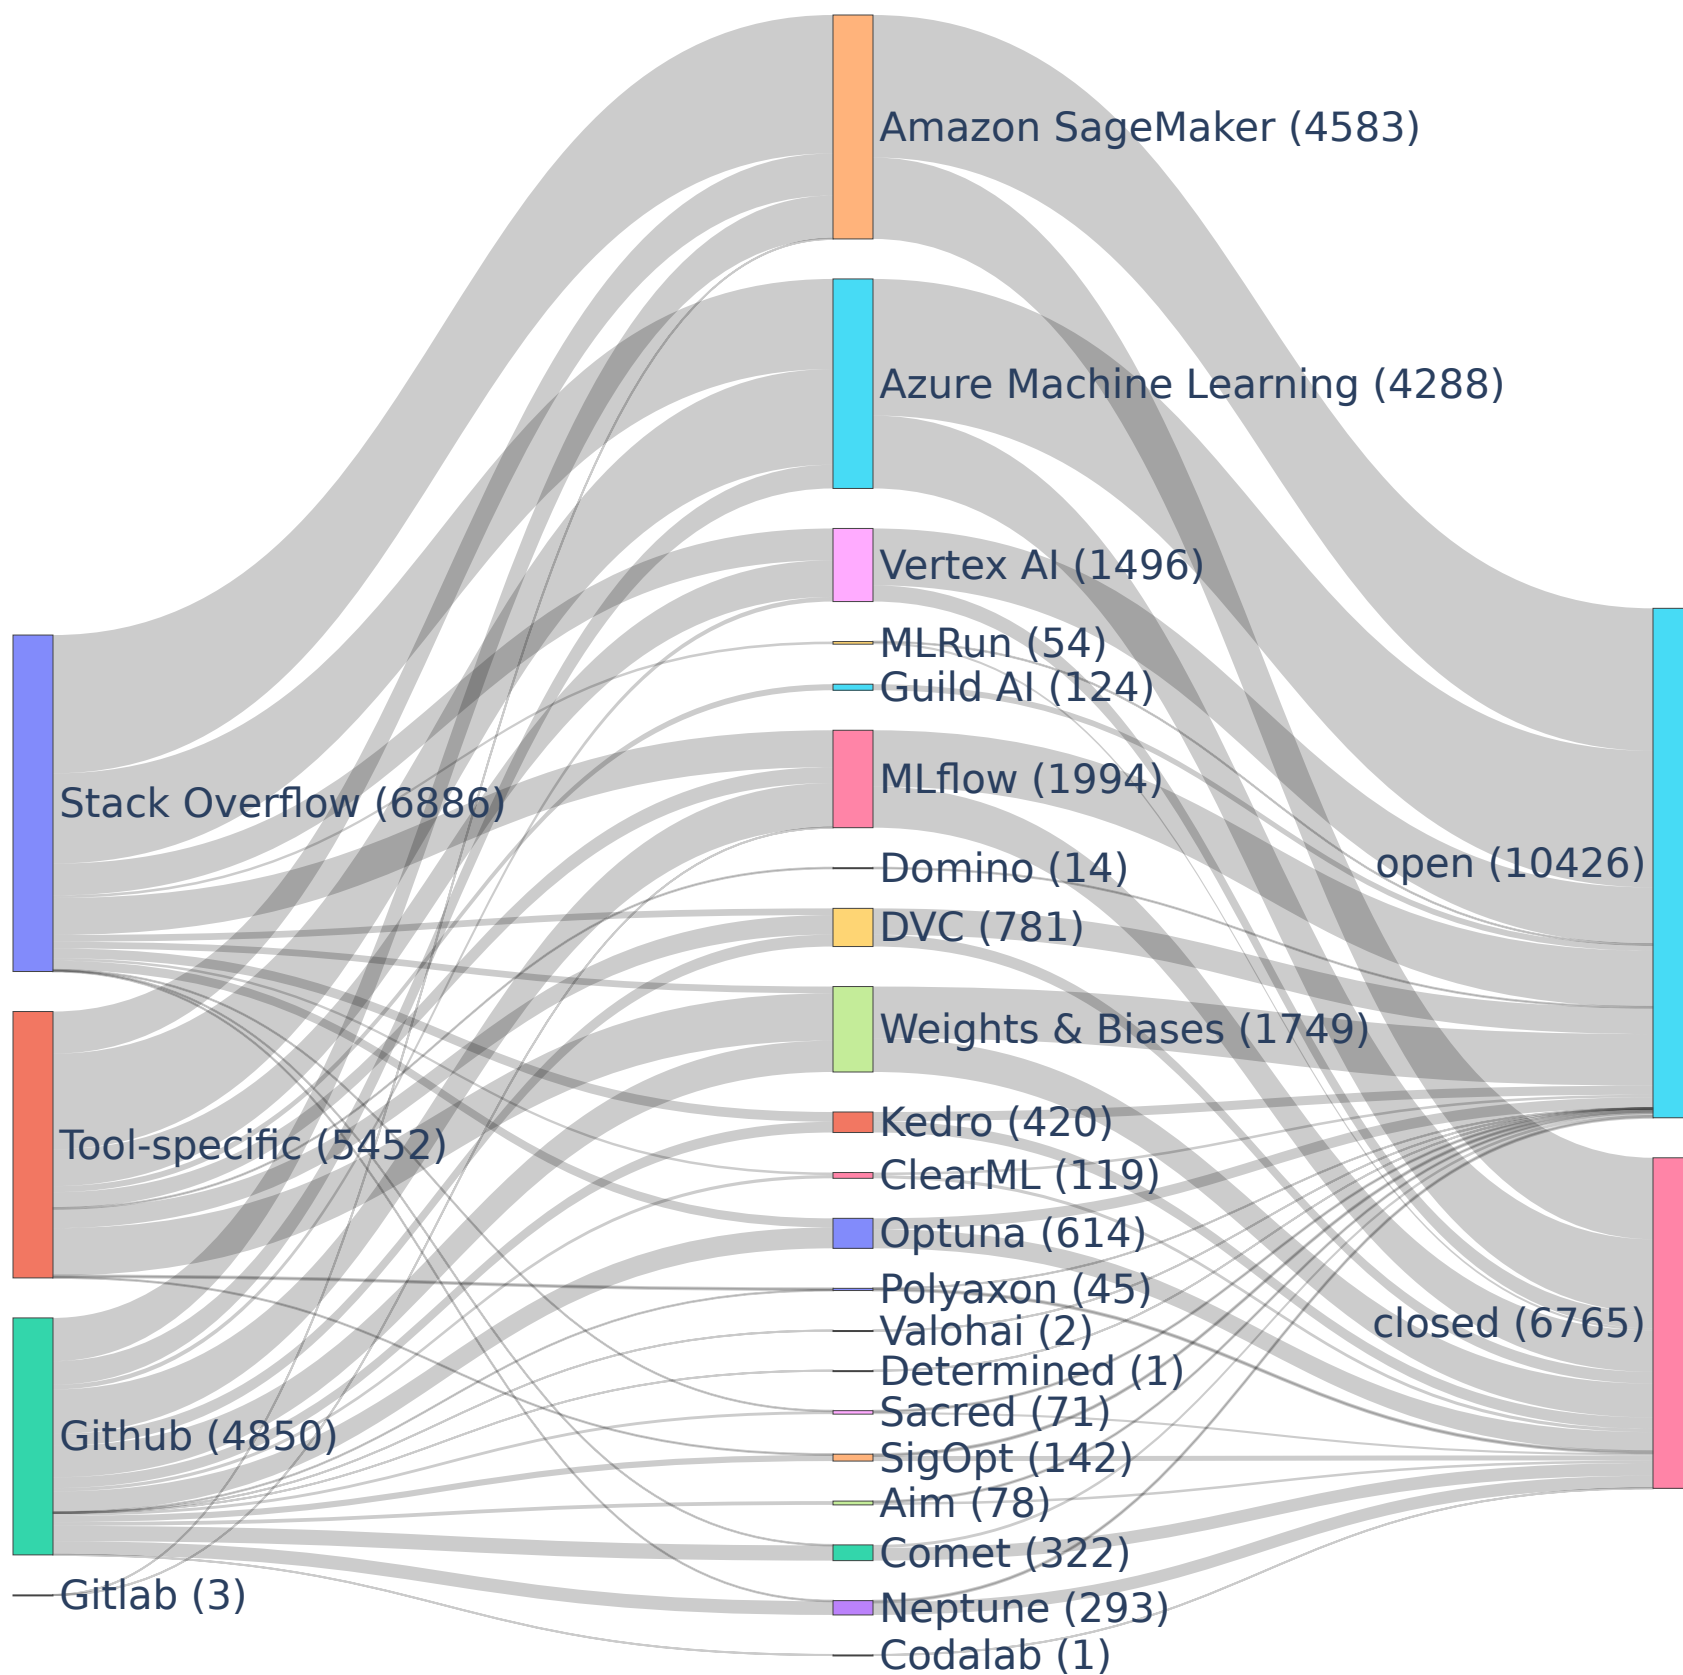 Stack Overflow (6886)
Tool-specific (5452)
Github (4850)
Gitlab (3)
Amazon SageMaker (4583)
Azure Machine Learning (4288)
Vertex AI (1496)
MLRun (54)
Guild AI (124)
MLflow (1994)
Domino (14)
DVC (781)
Weights & Biases (1749)
Kedro (420)
ClearML (119)
Optuna (614)
Polyaxon (45)
Valohai (2)
Determined (1)
Sacred (71)
SigOpt (142)
Aim (78)
Comet (322)
Neptune (293)
Codalab (1)
open (10426)
closed (6765)